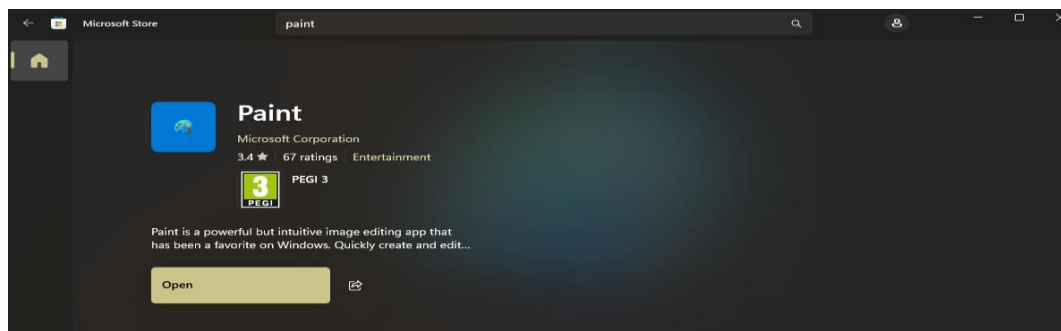 Microsoft Store
paint
Paint
Microsoft Corporation
3.4 ★ 67 ratings Entertainment
3
PEGI
PEGI 3
Paint is a powerful but intuitive image editing app that
has been a favorite on Windows. Quickly create and edit...
Open